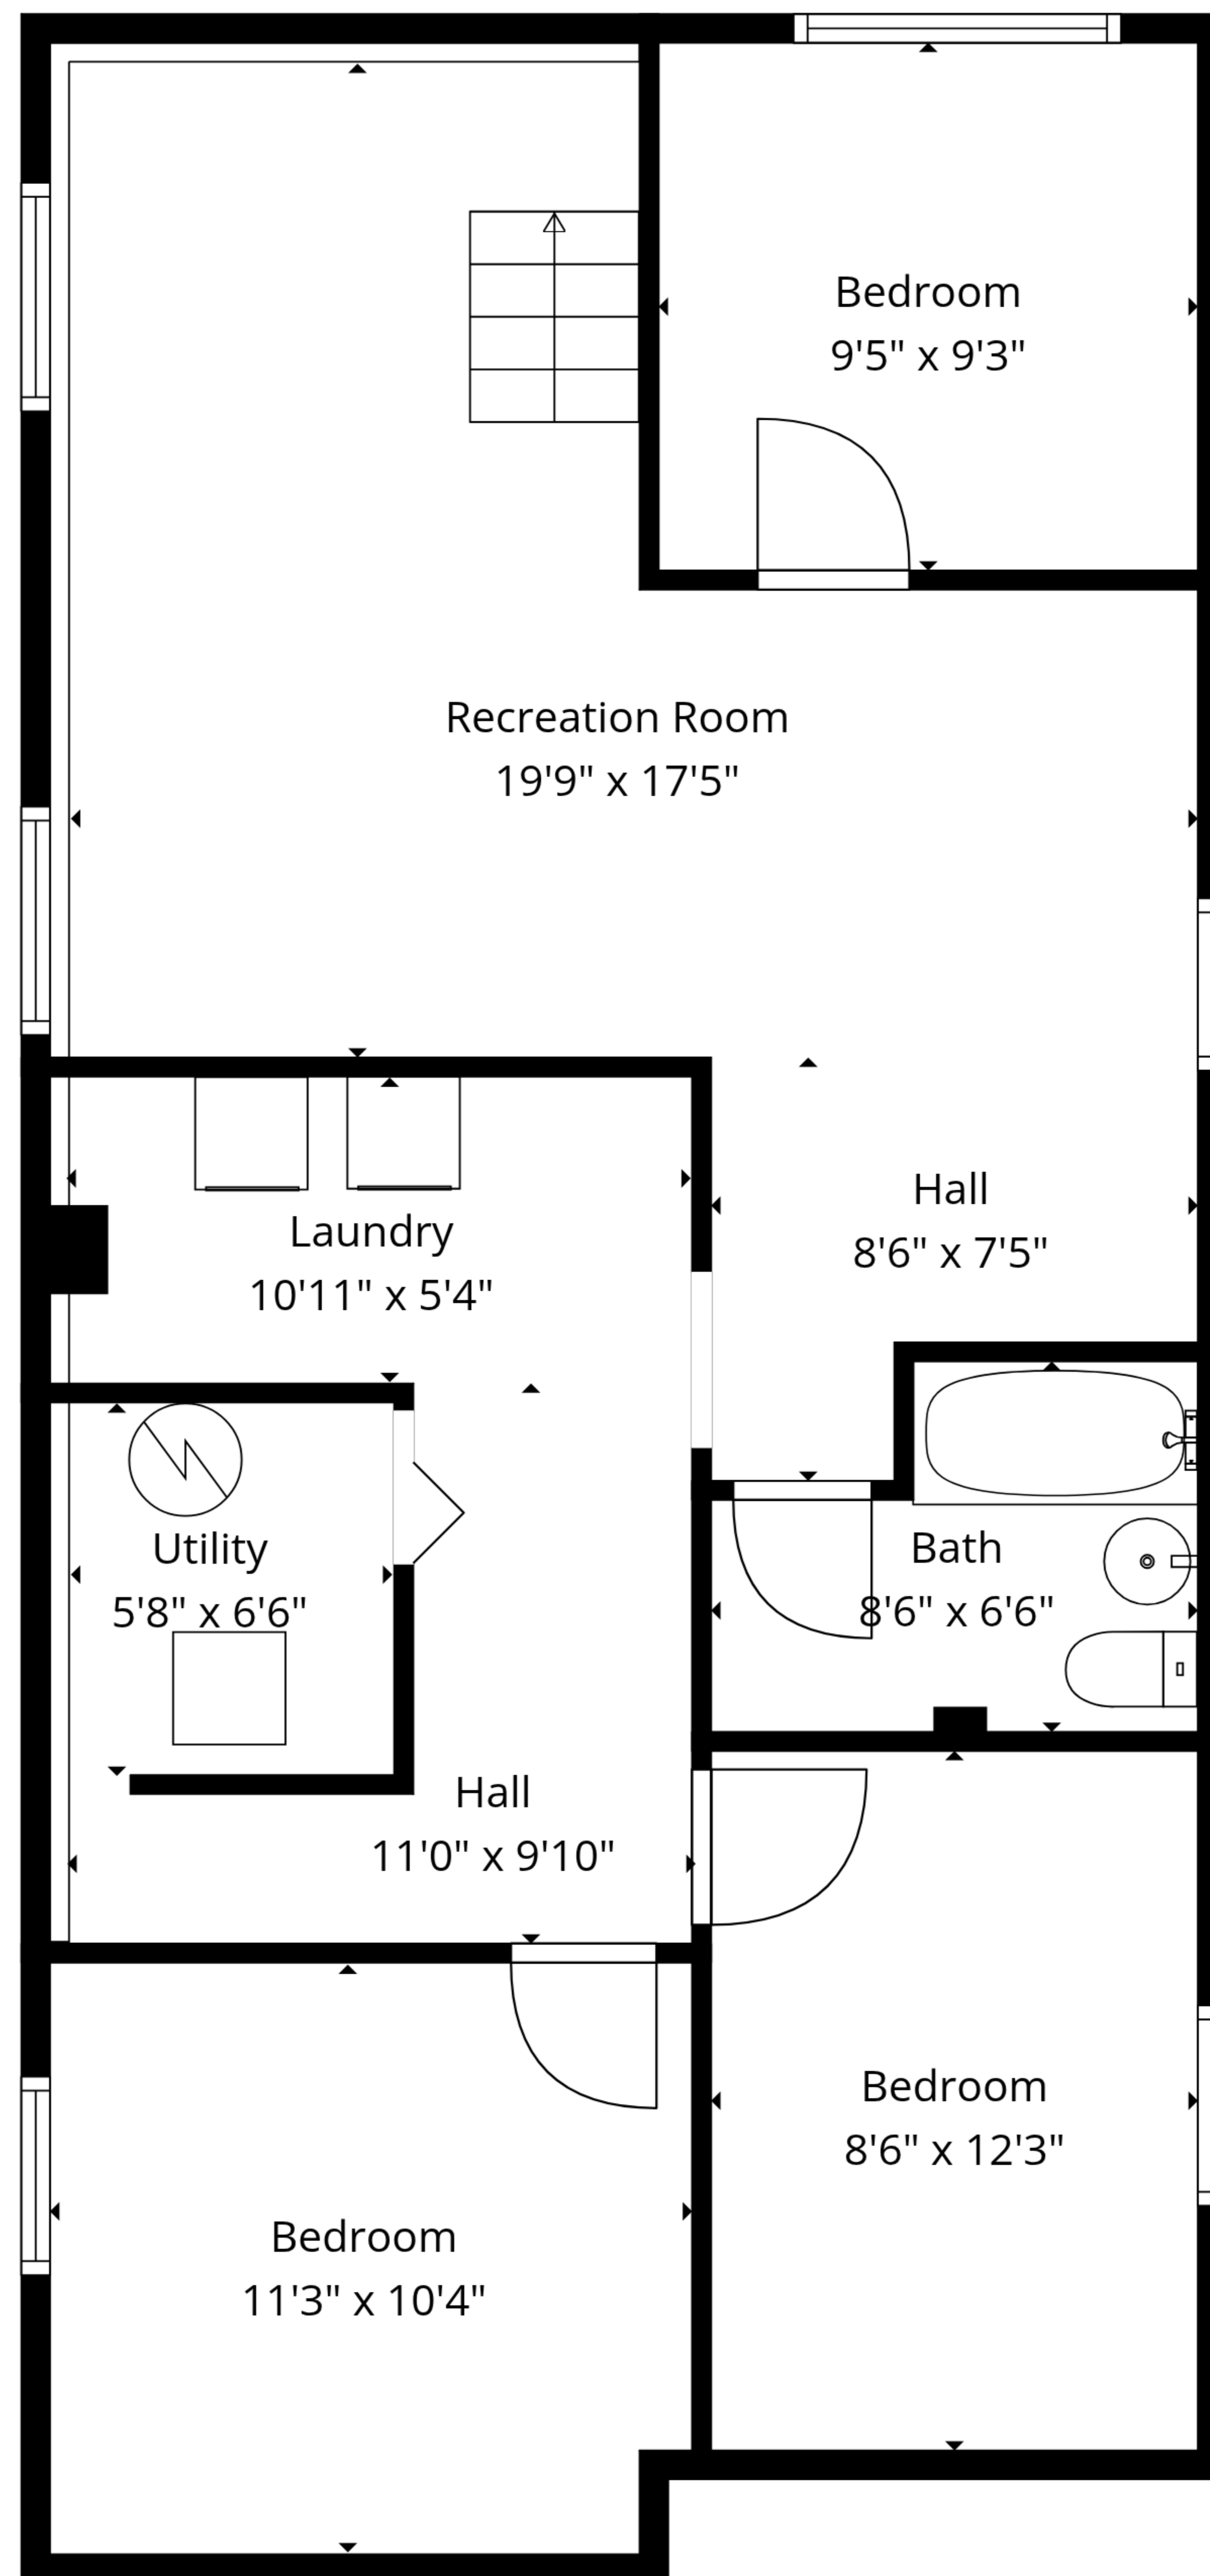 Bedroom
9'5" x 9'3"
Recreation Room
19'9" x 17'5"
Hall
8'6" x 7'5"
Laundry
10'11" x 5'4"
Bath
8'6" x 6'6"
Utility
5'8" x 6'6"
Hall
11'0" x 9'10"
Bedroom
8'6" x 12'3"
Bedroom
11'3" x 10'4"